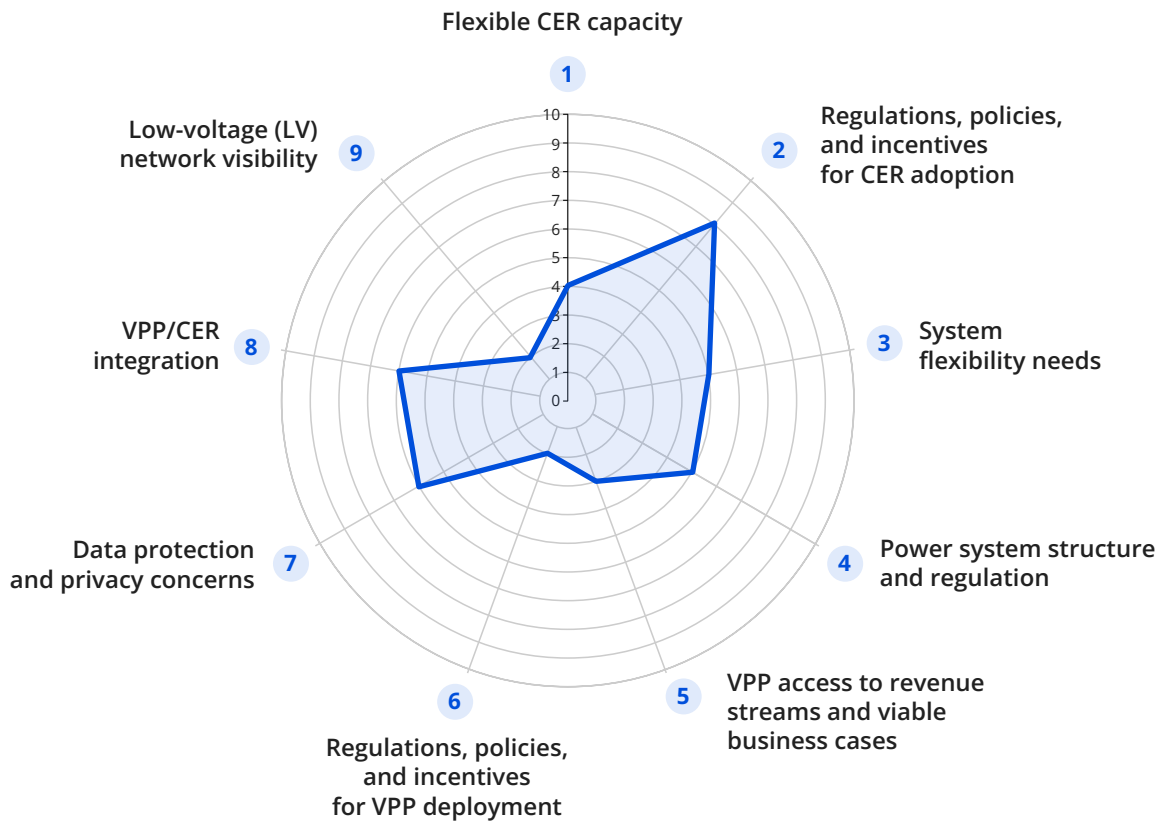 Flexible CER capacity
1
10
9
8
7
6
5
4
3
2
1
0
2
Regulations, policies,
and incentives
for CER adoption
3
System
flexibility needs
4
Power system structure
and regulation
5
VPP access to revenue
streams and viable
business cases
6
Regulations, policies,
and incentives
for VPP deployment
7
Data protection
and privacy concerns
8
VPP/CER
integration
9
Low-voltage (LV)
network visibility